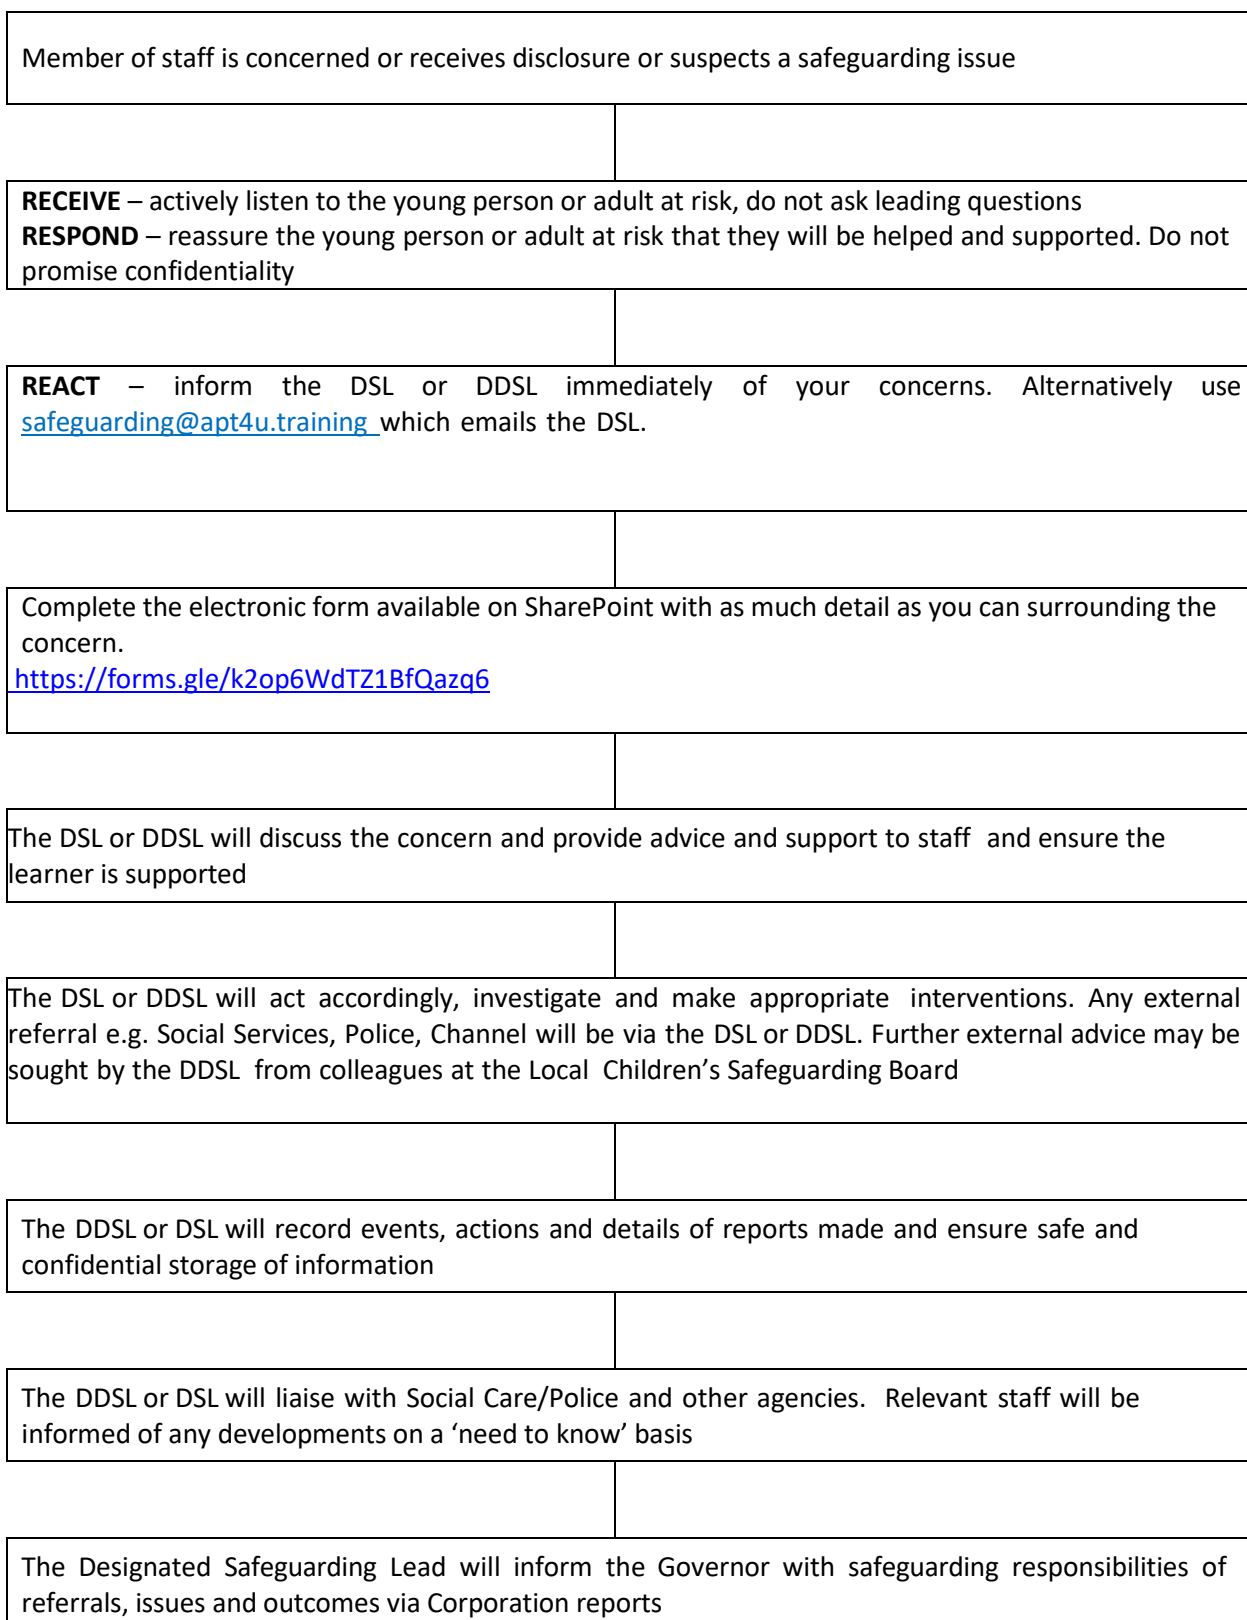 Member of staff is concerned or receives disclosure or suspects a safeguarding issue
RECEIVE – actively listen to the young person or adult at risk, do not ask leading questions
RESPOND – reassure the young person or adult at risk that they will be helped and supported. Do not
promise confidentiality
REACT – inform the DSL or DDSL immediately of your concerns. Alternatively use
safeguarding@apt4u.training which emails the DSL.
Complete the electronic form available on SharePoint with as much detail as you can surrounding the
concern.
https://forms.gle/k2op6WdTZ1BfQazq6
The DSL or DDSL will discuss the concern and provide advice and support to staff and ensure the
learner is supported
The DSL or DDSL will act accordingly, investigate and make appropriate interventions. Any external
referral e.g. Social Services, Police, Channel will be via the DSL or DDSL. Further external advice may be
sought by the DDSL from colleagues at the Local Children’s Safeguarding Board
The DDSL or DSL will record events, actions and details of reports made and ensure safe and
confidential storage of information
The DDSL or DSL will liaise with Social Care/Police and other agencies. Relevant staff will be
informed of any developments on a ‘need to know’ basis
The Designated Safeguarding Lead will inform the Governor with safeguarding responsibilities of
referrals, issues and outcomes via Corporation reports